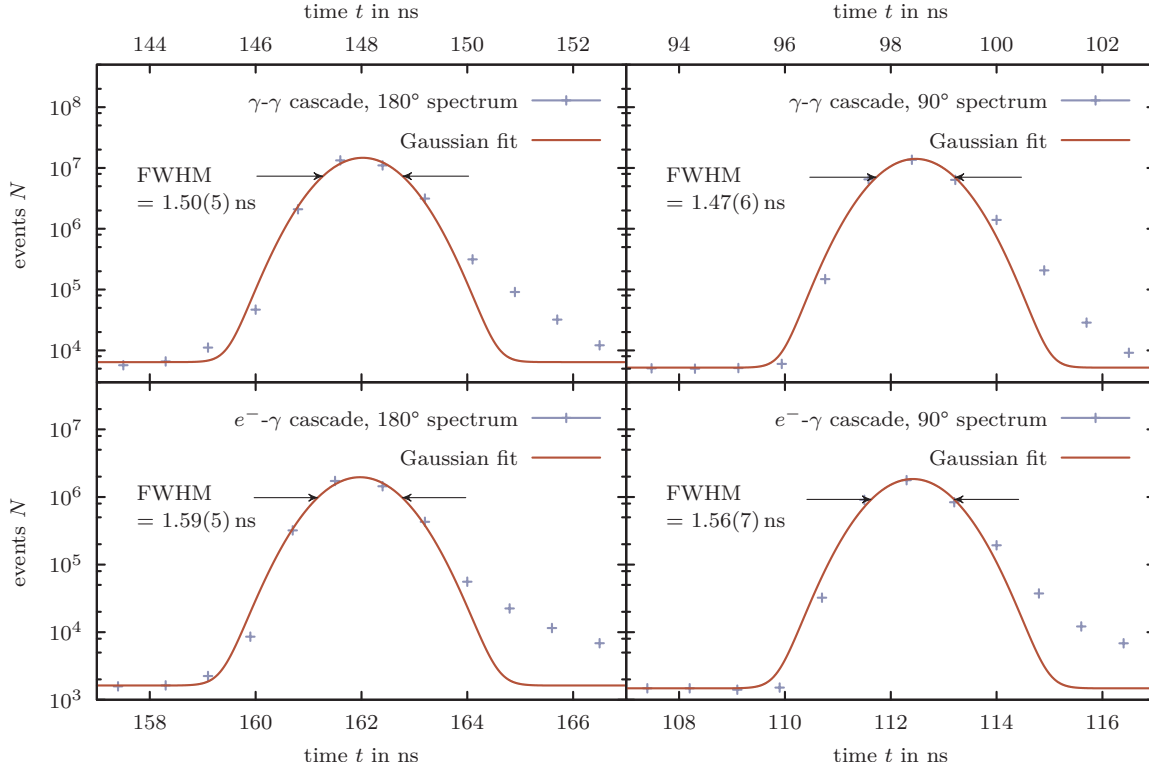 time t in ns time t in ns
144 146 148 150 152 94 96 98 100 102
10⁸
10⁷
10⁶
10⁵
10⁴
events N
γ-γ cascade, 180° spectrum
Gaussian fit
FWHM
= 1.50(5) ns
γ-γ cascade, 90° spectrum
Gaussian fit
FWHM
= 1.47(6) ns
10⁷
10⁶
10⁵
10⁴
10³
events N
e⁻-γ cascade, 180° spectrum
Gaussian fit
FWHM
= 1.59(5) ns
e⁻-γ cascade, 90° spectrum
Gaussian fit
FWHM
= 1.56(7) ns
158 160 162 164 166 108 110 112 114 116
time t in ns time t in ns